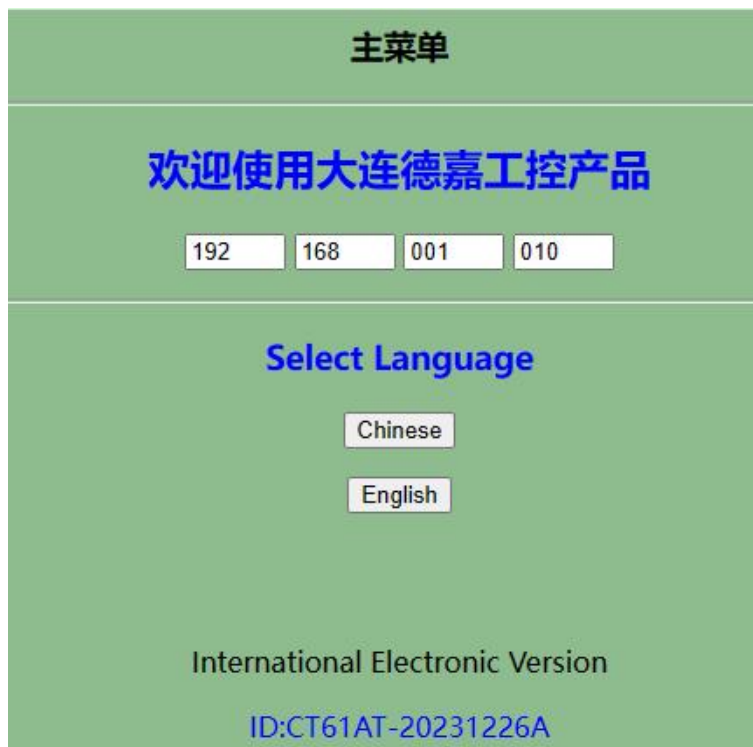 主菜单
欢迎使用大连德嘉工控产品
192 168 001 010
Select Language
Chinese
English
International Electronic Version
ID:CT61AT-20231226A